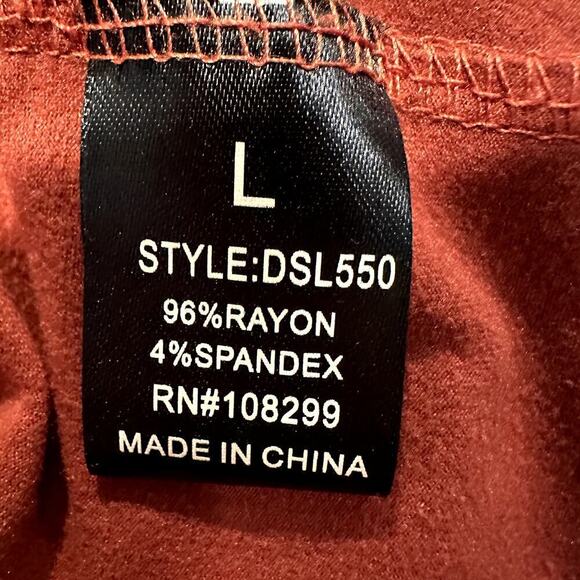 L
STYLE:DSL550
96%RAYON
4%SPANDEX
RN#108299
MADE IN CHINA